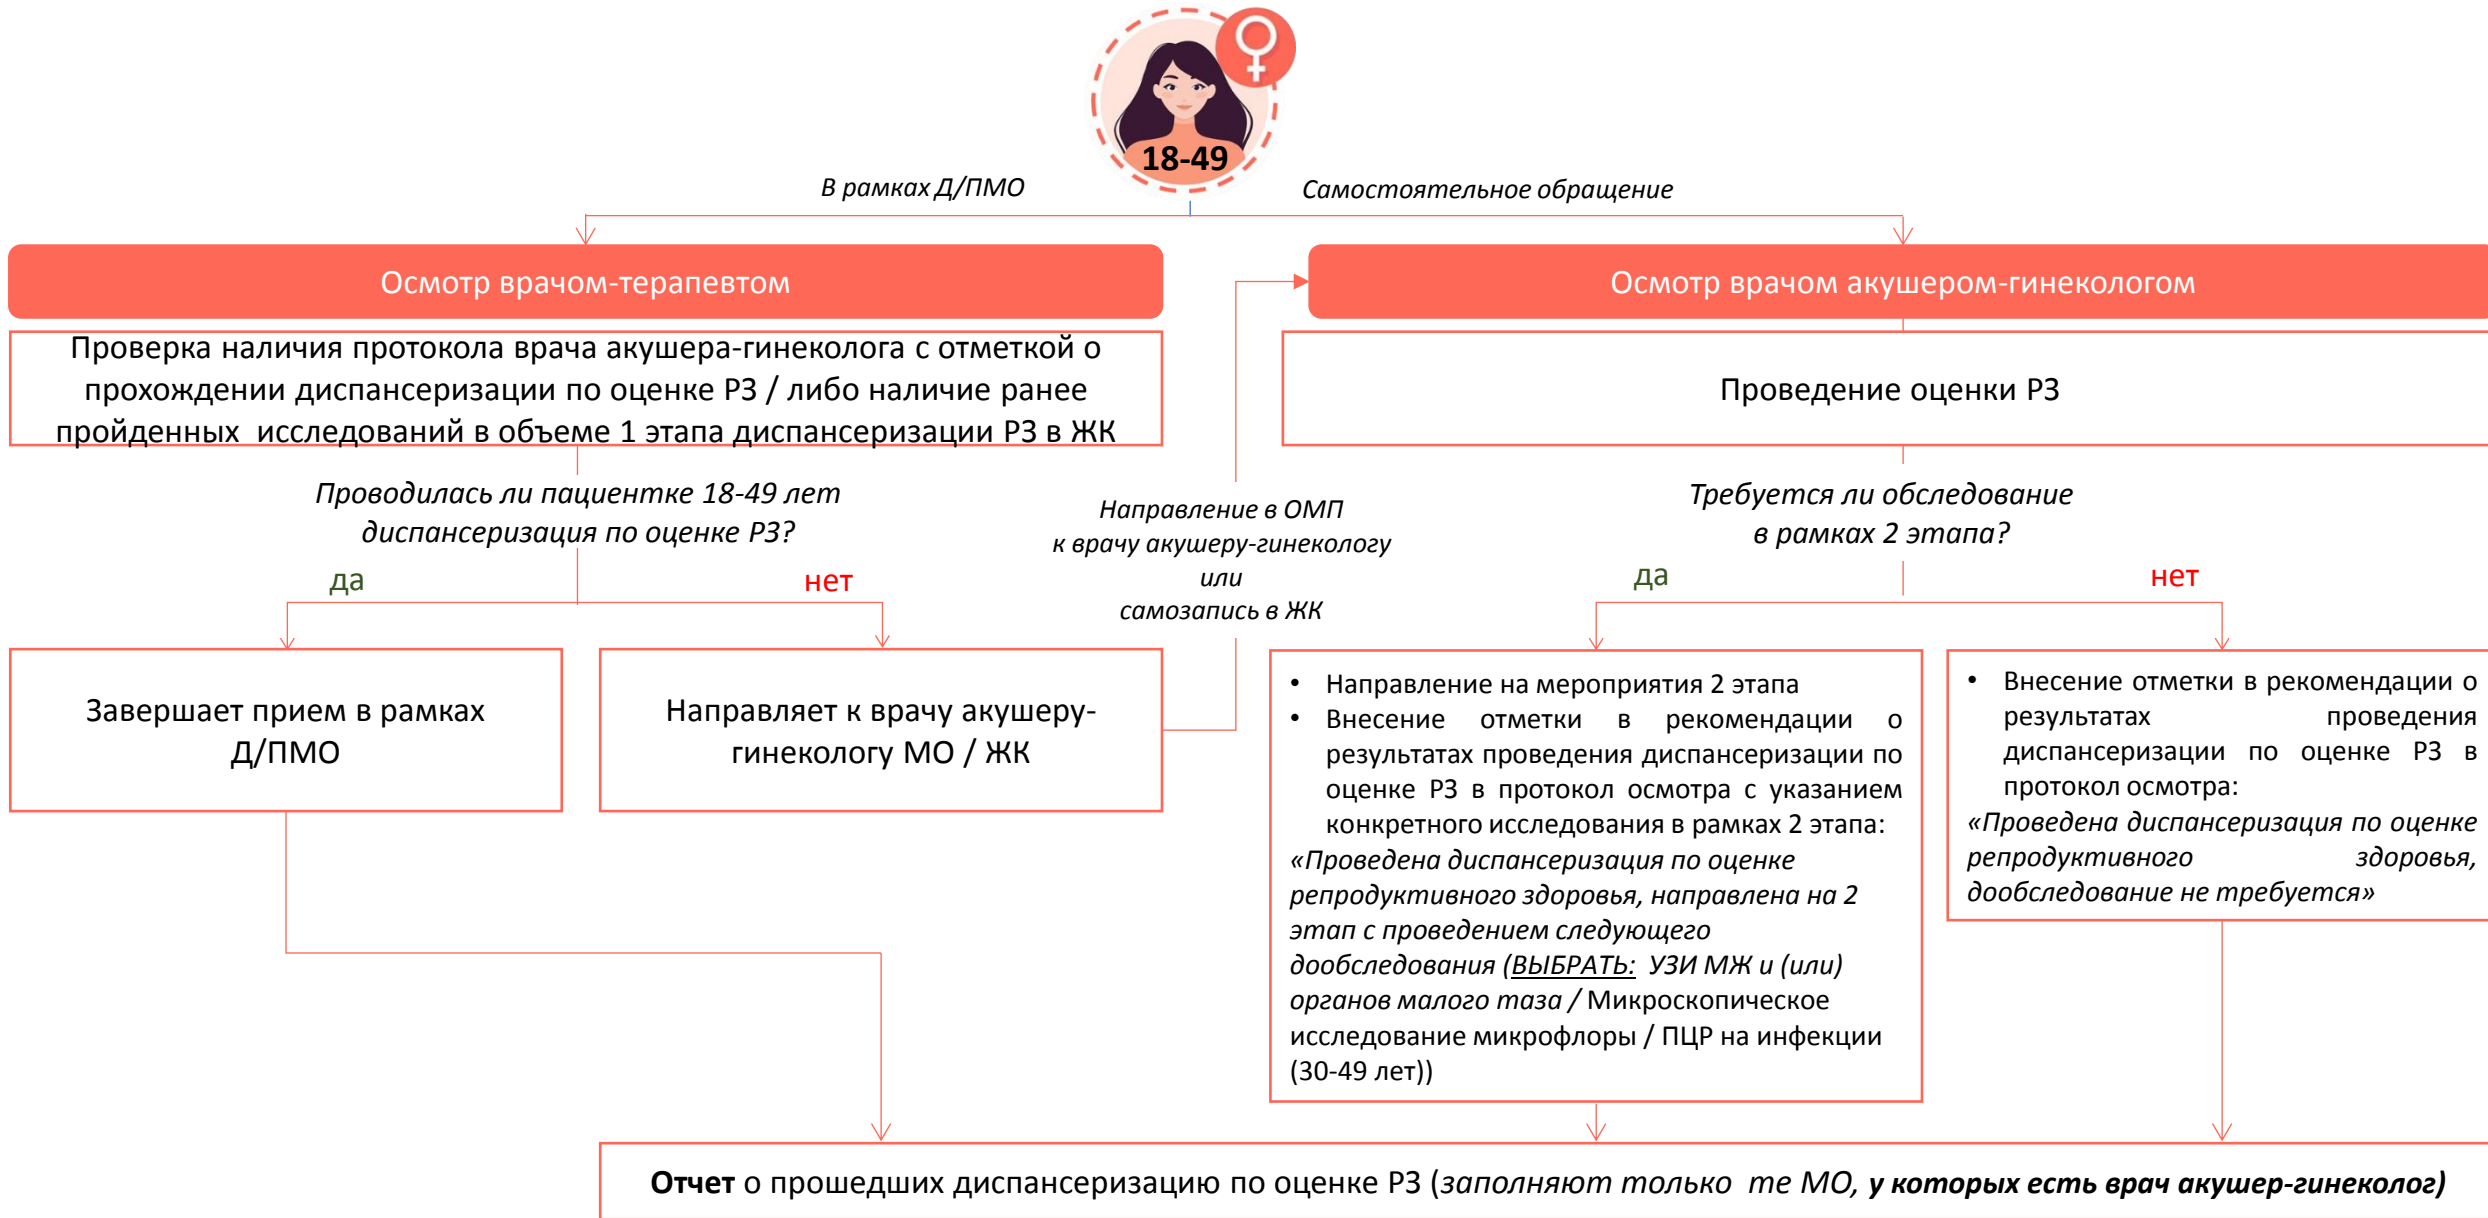 18-49
В рамках Д/ПМО
Самостоятельное обращение
Осмотр врачом-терапевтом
Проверка наличия протокола врача акушера-гинеколога с отметкой о
прохождении диспансеризации по оценке РЗ / либо наличие ранее
пройденных исследований в объеме 1 этапа диспансеризации РЗ в ЖК
Проводилась ли пациентке 18-49 лет
диспансеризация по оценке РЗ?
да
нет
Завершает прием в рамках
Д/ПМО
Направляет к врачу акушеру-
гинекологу МО / ЖК
Направление в ОМП
к врачу акушеру-гинекологу
или
самозапись в ЖК
Осмотр врачом акушером-гинекологом
Проведение оценки РЗ
Требуется ли обследование
в рамках 2 этапа?
да
нет
• Направление на мероприятия 2 этапа
• Внесение отметки в рекомендации о
результатах проведения диспансеризации по
оценке РЗ в протокол осмотра с указанием
конкретного исследования в рамках 2 этапа:
«Проведена диспансеризация по оценке
репродуктивного здоровья, направлена на 2
этап с проведением следующего
дообследования (ВЫБРАТЬ: УЗИ МЖ и (или)
органов малого таза / Микроскопическое
исследование микрофлоры / ПЦР на инфекции
(30-49 лет))
• Внесение отметки в рекомендации о
результатах проведения
диспансеризации по оценке РЗ в
протокол осмотра:
«Проведена диспансеризация по оценке
репродуктивного здоровья,
дообследование не требуется»
Отчет о прошедших диспансеризацию по оценке РЗ (заполняют только те МО, у которых есть врач акушер-гинеколог)